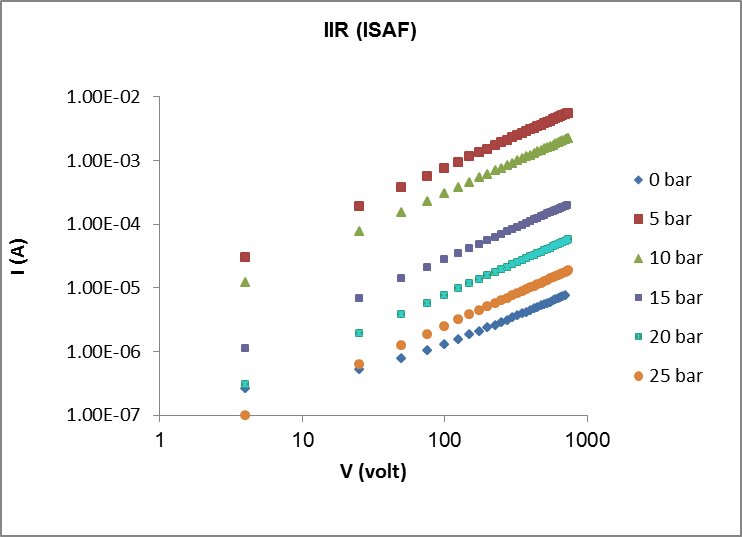 IIR (ISAF)
1.00E-02
1.00E-03
1.00E-04
1.00E-05
1.00E-06
1.00E-07
I (A)
1 10 100 1000
V (volt)
0 bar
5 bar
10 bar
15 bar
20 bar
25 bar